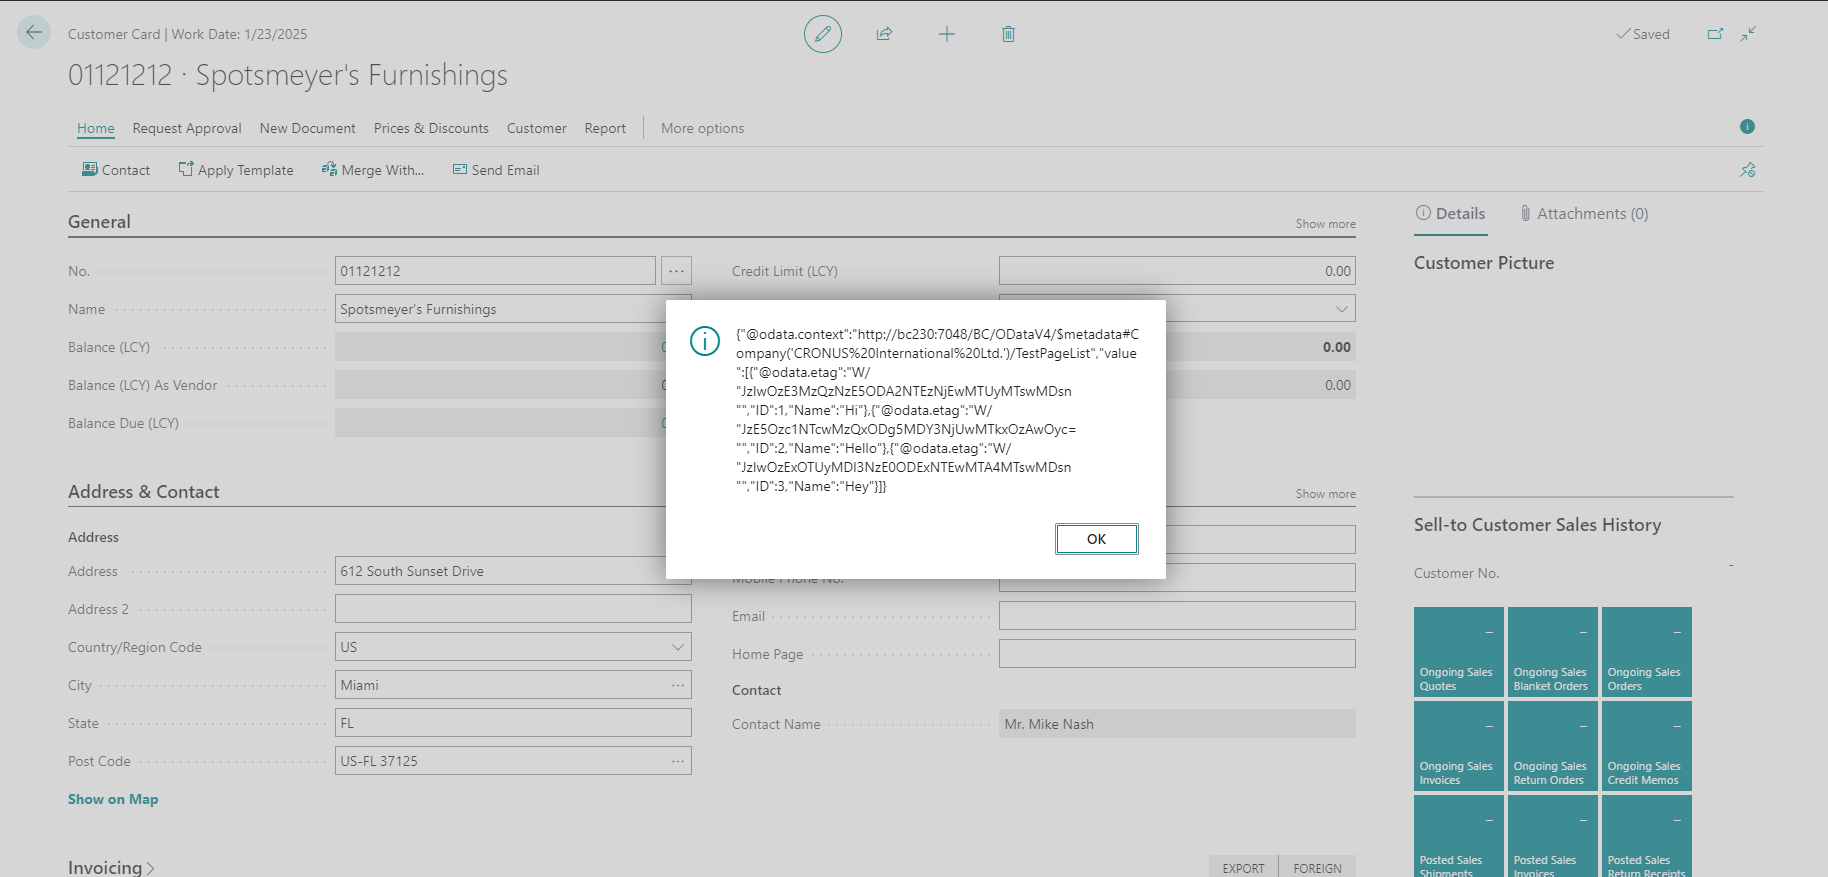 Customer Card | Work Date: 1/23/2025
Saved
01121212 · Spotsmeyer's Furnishings
Home Request Approval New Document Prices & Discounts Customer Report More options
Contact Apply Template Merge With... Send Email
General
Show more
No.
01121212
Name
Spotsmeyer's Furnishings
Balance (LCY)
Balance (LCY) As Vendor
Balance Due (LCY)
Credit Limit (LCY)
0.00
0.00
0.00
{"@odata.context":"http://bc230:7048/BC/ODataV4/$metadata#C
ompany('CRONUS%20International%20Ltd.')/TestPageList","value
":[{"@odata.etag":"W/
"JzIwOzE3MzQzNzE5ODA2NTEzNjEwMTUyMTswMDsn
"","ID":1,"Name":"Hi"},{"@odata.etag":"W/
"JzE5Ozc1NTcwMzQxODg5MDY3NjUwMTkxOzAwOyc=
"","ID":2,"Name":"Hello"},{"@odata.etag":"W/
"JzIwOzExOTUyMDI3NzE0ODExNTEwMTA4MTswMDsn
"","ID":3,"Name":"Hey"}]}
OK
Address & Contact
Show more
Address
Address
612 South Sunset Drive
Address 2
Country/Region Code
US
City
Miami
State
FL
Post Code
US-FL 37125
Show on Map
Mobile Phone No.
Email
Home Page
Contact
Contact Name
Mr. Mike Nash
Invoicing
EXPORT FOREIGN
Details Attachments (0)
Customer Picture
Sell-to Customer Sales History
Customer No.
-
Ongoing Sales
Quotes
Ongoing Sales
Blanket Orders
Ongoing Sales
Orders
Ongoing Sales
Invoices
Ongoing Sales
Return Orders
Ongoing Sales
Credit Memos
Posted Sales
Shipments
Posted Sales
Invoices
Posted Sales
Return Receipts